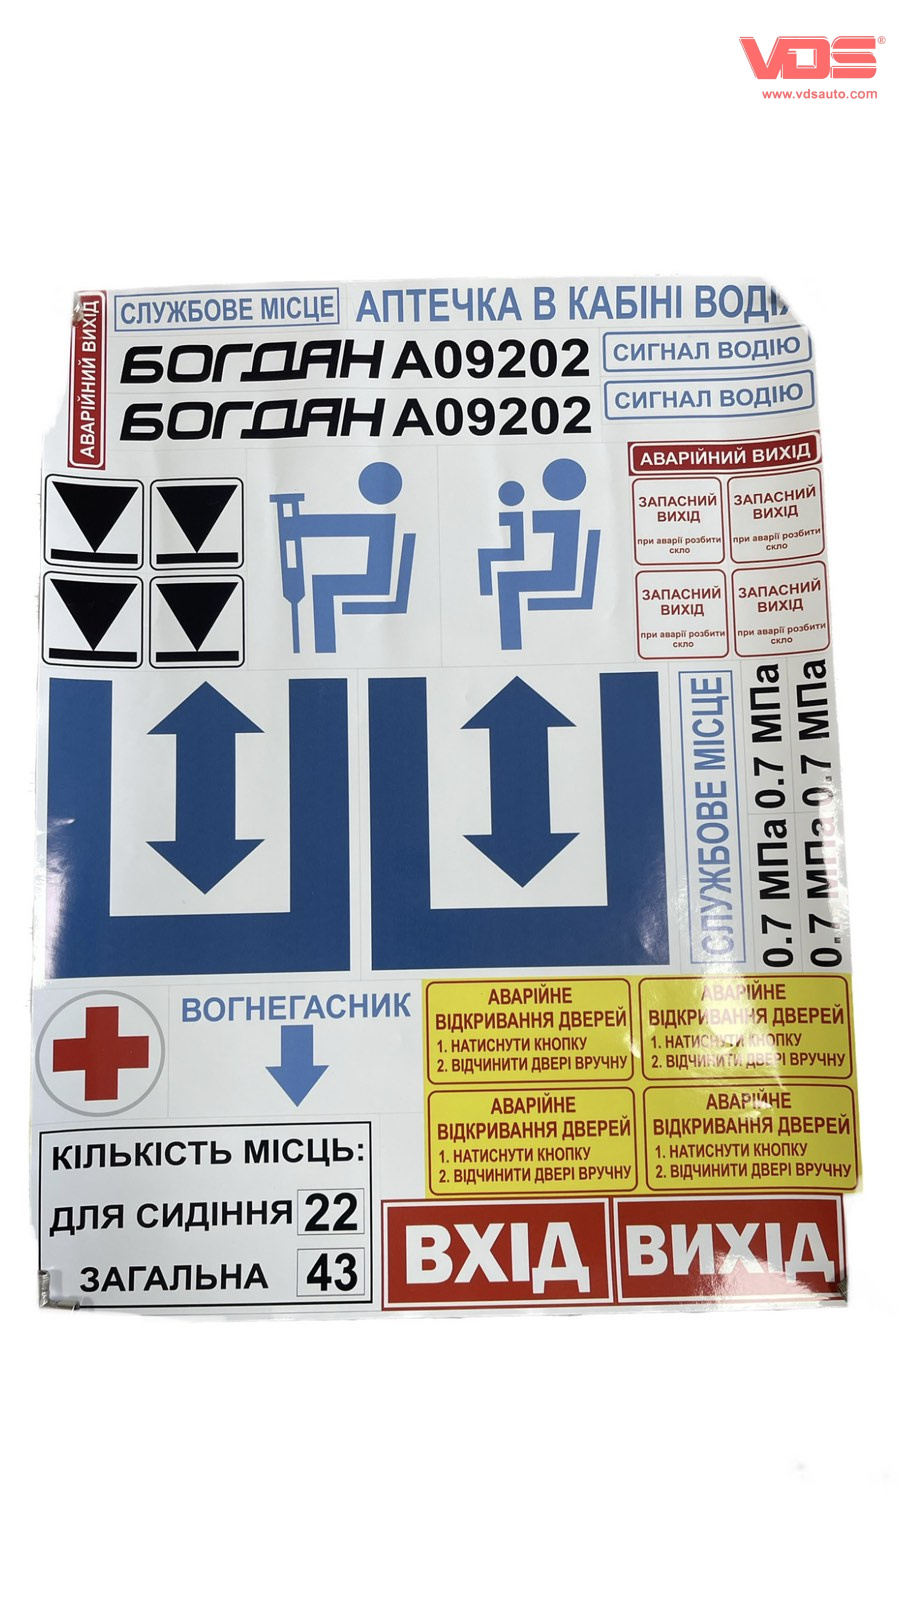 VDS®
www.vdsauto.com
АВАРІЙНИЙ ВИХІД
СЛУЖБОВЕ МІСЦЕ
АПТЕЧКА В КАБІНІ ВОДІЯ
БОГДАН А09202
СИГНАЛ ВОДІЮ
БОГДАН А09202
СИГНАЛ ВОДІЮ
АВАРІЙНИЙ ВИХІД
ЗАПАСНИЙ
ВИХІД
при аварії розбити
скло
ЗАПАСНИЙ
ВИХІД
при аварії розбити
скло
ЗАПАСНИЙ
ВИХІД
при аварії розбити
скло
ЗАПАСНИЙ
ВИХІД
при аварії розбити
скло
СЛУЖБОВЕ МІСЦЕ
0.7 МПа 0.7 МПа
0.7 МПа 0.7 МПа
ВОГНЕГАСНИК
АВАРІЙНЕ
ВІДКРИВАННЯ ДВЕРЕЙ
1. НАТИСНУТИ КНОПКУ
2. ВІДЧИНИТИ ДВЕРІ ВРУЧНУ
АВАРІЙНЕ
ВІДКРИВАННЯ ДВЕРЕЙ
1. НАТИСНУТИ КНОПКУ
2. ВІДЧИНИТИ ДВЕРІ ВРУЧНУ
АВАРІЙНЕ
ВІДКРИВАННЯ ДВЕРЕЙ
1. НАТИСНУТИ КНОПКУ
2. ВІДЧИНИТИ ДВЕРІ ВРУЧНУ
АВАРІЙНЕ
ВІДКРИВАННЯ ДВЕРЕЙ
1. НАТИСНУТИ КНОПКУ
2. ВІДЧИНИТИ ДВЕРІ ВРУЧНУ
КІЛЬКІСТЬ МІСЦЬ:
ДЛЯ СИДІННЯ 22
ЗАГАЛЬНА 43
ВХІД
ВИХІД